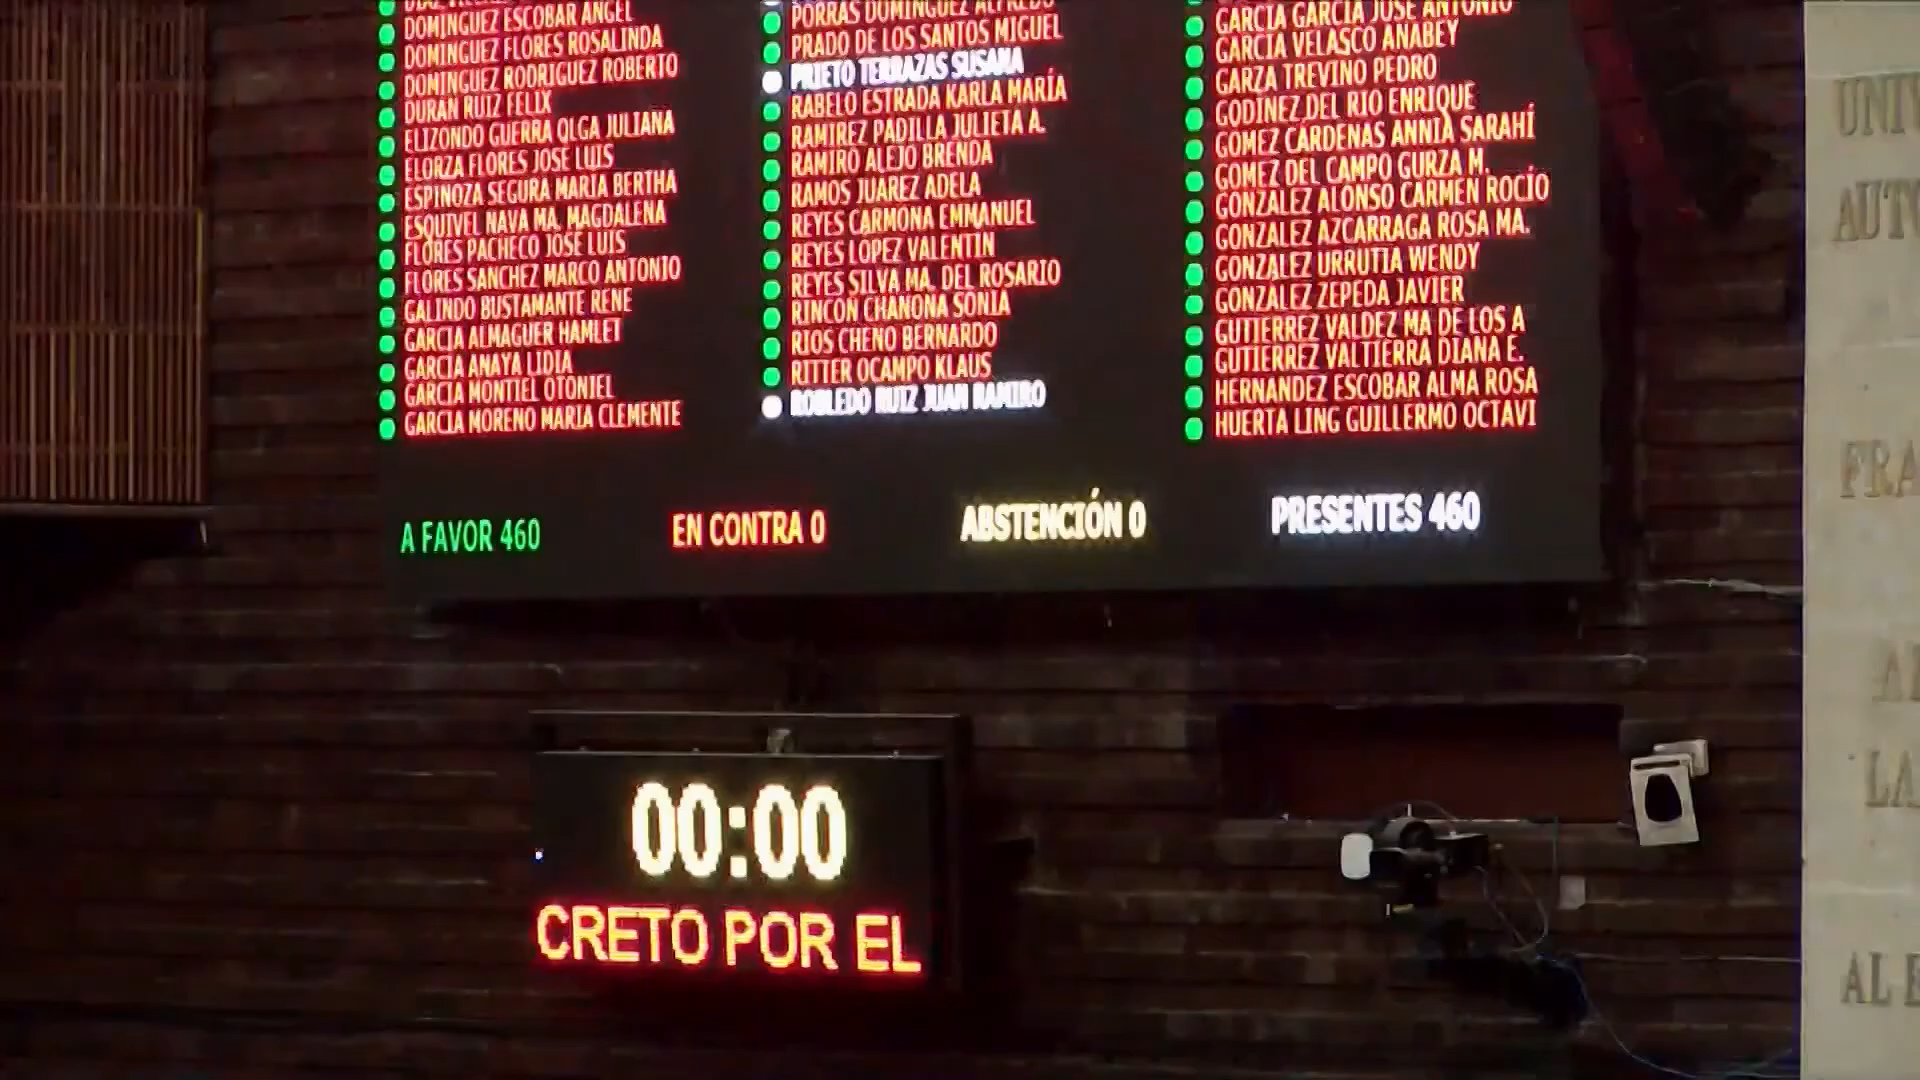 DOMINGUEZ ESCOBAR ANGEL
DOMINGUEZ FLORES ROSALINDA
DOMINGUEZ RODRIGUEZ ROBERTO
DURAN RUIZ FELIX
ELIZONDO GUERRA OLGA JULIANA
ELORZA FLORES JOSE LUIS
ESPINOZA SEGURA MARIA BERTHA
ESQUIVEL NAVA MA. MAGDALENA
FLORES PACHECO JOSÉ LUIS
FLORES SANCHEZ MARCO ANTONIO
GALINDO BUSTAMANTE RENE
GARCIA ALMAGUER HAMLET
GARCIA ANAYA LIDIA
GARCIA MONTIEL OTONIEL
GARCIA MORENO MARIA CLEMENTE
PORRAS DOMINGUEZ ALFREDO
PRADO DE LOS SANTOS MIGUEL
PRIETO TERRAZAS SUSANA
RABELO ESTRADA KARLA MARÍA
RAMIREZ PADILLA JULIETA A.
RAMIRO ALEJO BRENDA
RAMOS JUAREZ ADELA
REYES CARMONA EMMANUEL
REYES LOPEZ VALENTIN
REYES SILVA MA. DEL ROSARIO
RINCON CHANONA SONIA
RIOS CHENO BERNARDO
RITTER OCAMPO KLAUS
ROBLEDO RUIZ JUAN RAMIRO
GARCIA GARCIA JOSE ANTONIO
GARCIA VELASCO ANABEY
GARZA TREVINO PEDRO
GODINEZ DEL RIO ENRIQUE
GOMEZ CÁRDENAS ANNIA SARAHÍ
GOMEZ DEL CAMPO GURZA M.
GONZALEZ ALONSO CARMEN ROCÍO
GONZALEZ AZCARRAGA ROSA MA.
GONZALEZ URRUTIA WENDY
GONZALEZ ZEPEDA JAVIER
GUTIERREZ VALDEZ MA DE LOS A
GUTIERREZ VALTIERRA DIANA E.
HERNANDEZ ESCOBAR ALMA ROSA
HUERTA LING GUILLERMO OCTAVI
A FAVOR 460
EN CONTRA 0
ABSTENCIÓN 0
PRESENTES 460
00:00
CRETO POR EL
UNIV
AUTO
FRA
LA
AL E